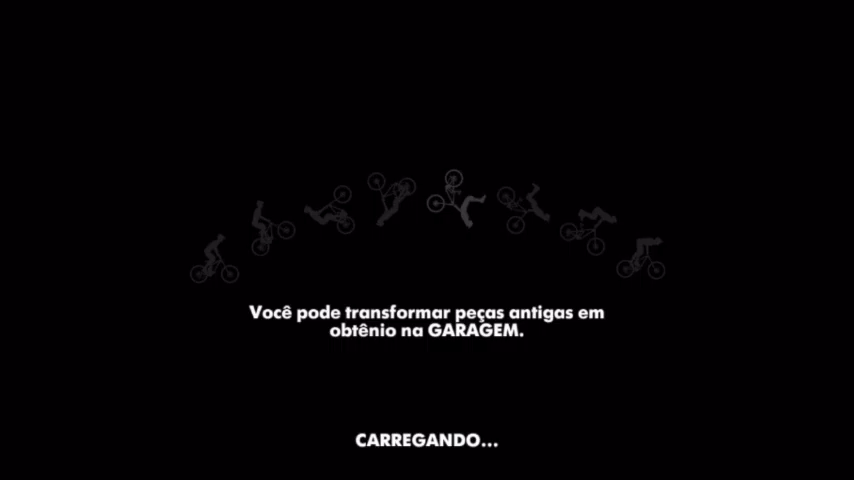 Você pode transformar peças antigas em
obtênio na GARAGEM.
CARREGANDO...